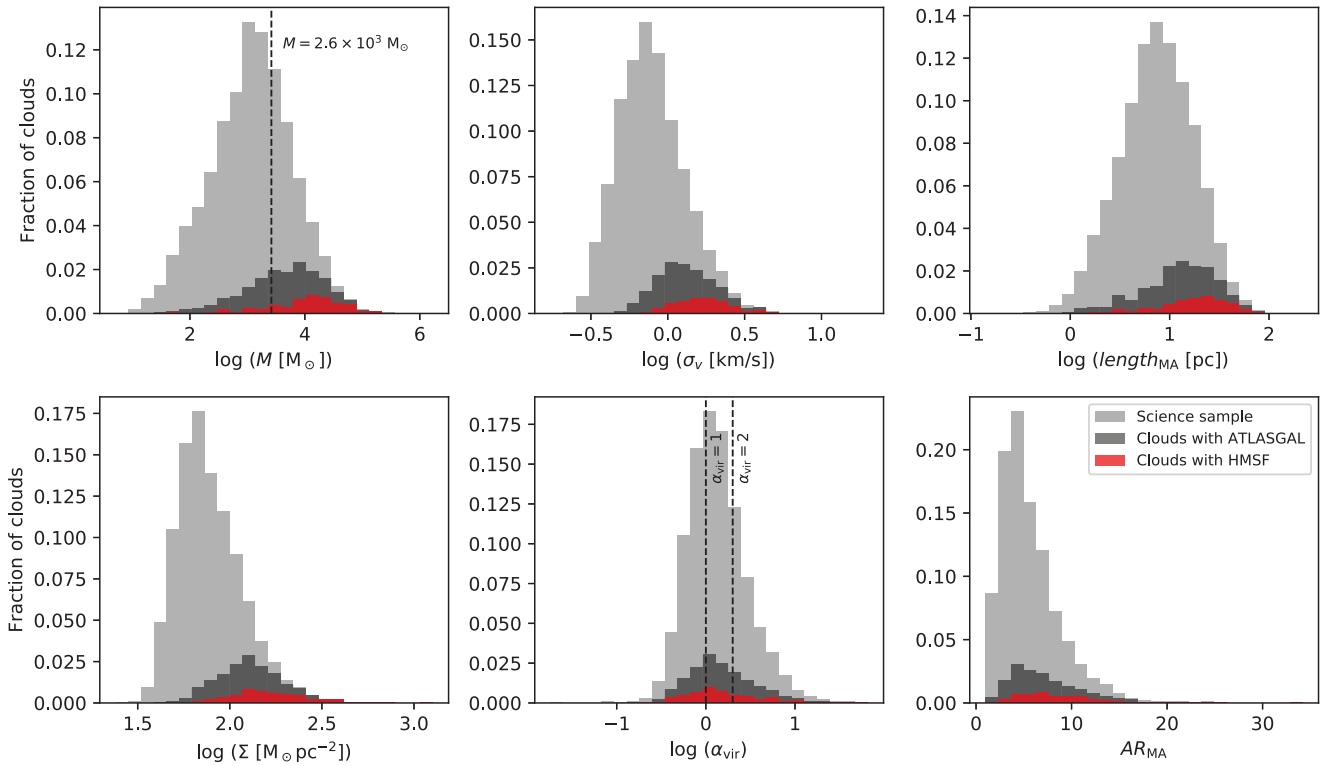 Fraction of clouds
0.12
0.10
0.08
0.06
0.04
0.02
0.00
M = 2.6 × 10³ M⊙
2 4 6
log (M [M⊙])
0.150
0.125
0.100
0.075
0.050
0.025
0.000
−0.5 0.0 0.5 1.0
log (σᵥ [km/s])
0.14
0.12
0.10
0.08
0.06
0.04
0.02
0.00
−1 0 1 2
log (length_MA [pc])
Fraction of clouds
0.175
0.150
0.125
0.100
0.075
0.050
0.025
0.000
1.5 2.0 2.5 3.0
log (Σ [M⊙pc⁻²])
0.175
0.150
0.125
0.100
0.075
0.050
0.025
0.000
α_vir = 1
α_vir = 2
−1 0 1
log (α_vir)
0.20
0.15
0.10
0.05
0.00
Science sample
Clouds with ATLASGAL
Clouds with HMSF
0 10 20 30
AR_MA